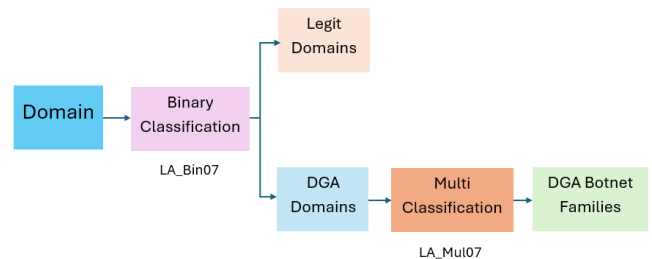 Legit
Domains
Domain
Binary
Classification
LA_Bin07
DGA
Domains
Multi
Classification
LA_Mul07
DGA Botnet
Families